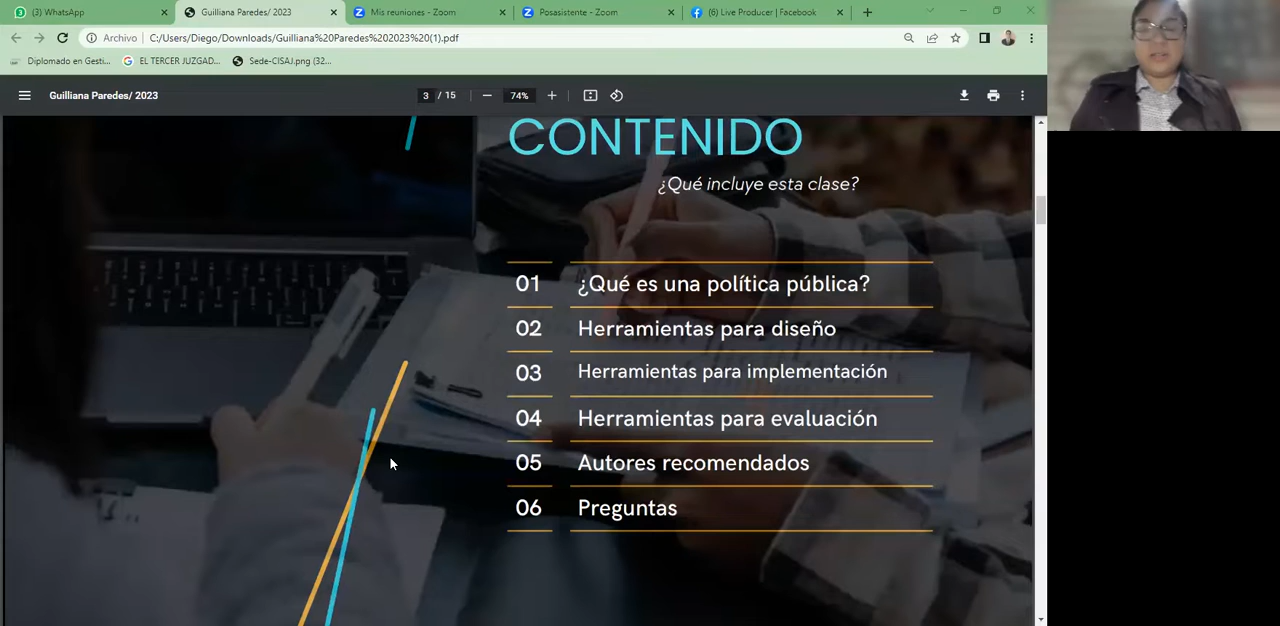 (3) WhatsApp
Guilliana Paredes/ 2023
Mis reuniones - Zoom
Posasistente - Zoom
(6) Live Producer | Facebook
Archivo
C:/Users/Diego/Downloads/Guilliana%20Paredes%202023%20(1).pdf
Diplomado en Gesti...
EL TERCER JUZGAD...
Sede-CISAJ.png (32...
Guilliana Paredes/ 2023
3 / 15
74%
CONTENIDO
¿Qué incluye esta clase?
01 ¿Qué es una política pública?
02 Herramientas para diseño
03 Herramientas para implementación
04 Herramientas para evaluación
05 Autores recomendados
06 Preguntas